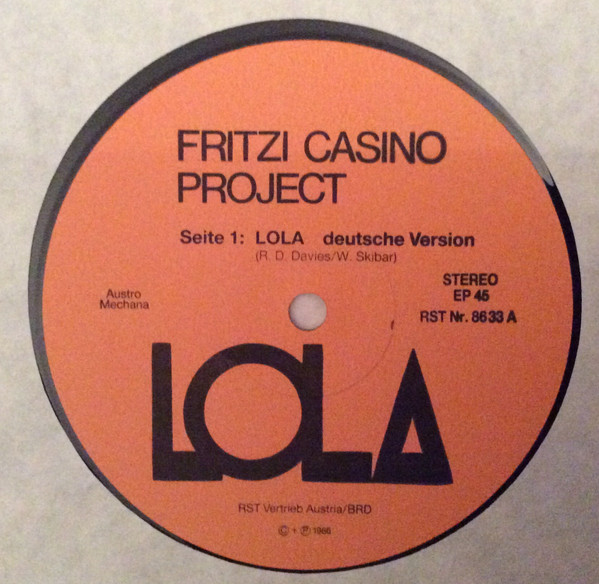 FRITZI CASINO
PROJECT
Seite 1: LOLA deutsche Version
(R. D. Davies/W. Skibar)
Austro
Mechana
STEREO
EP 45
RST Nr. 8633 A
LOLA
RST Vertrieb Austria/BRD
© + ℗ 1986